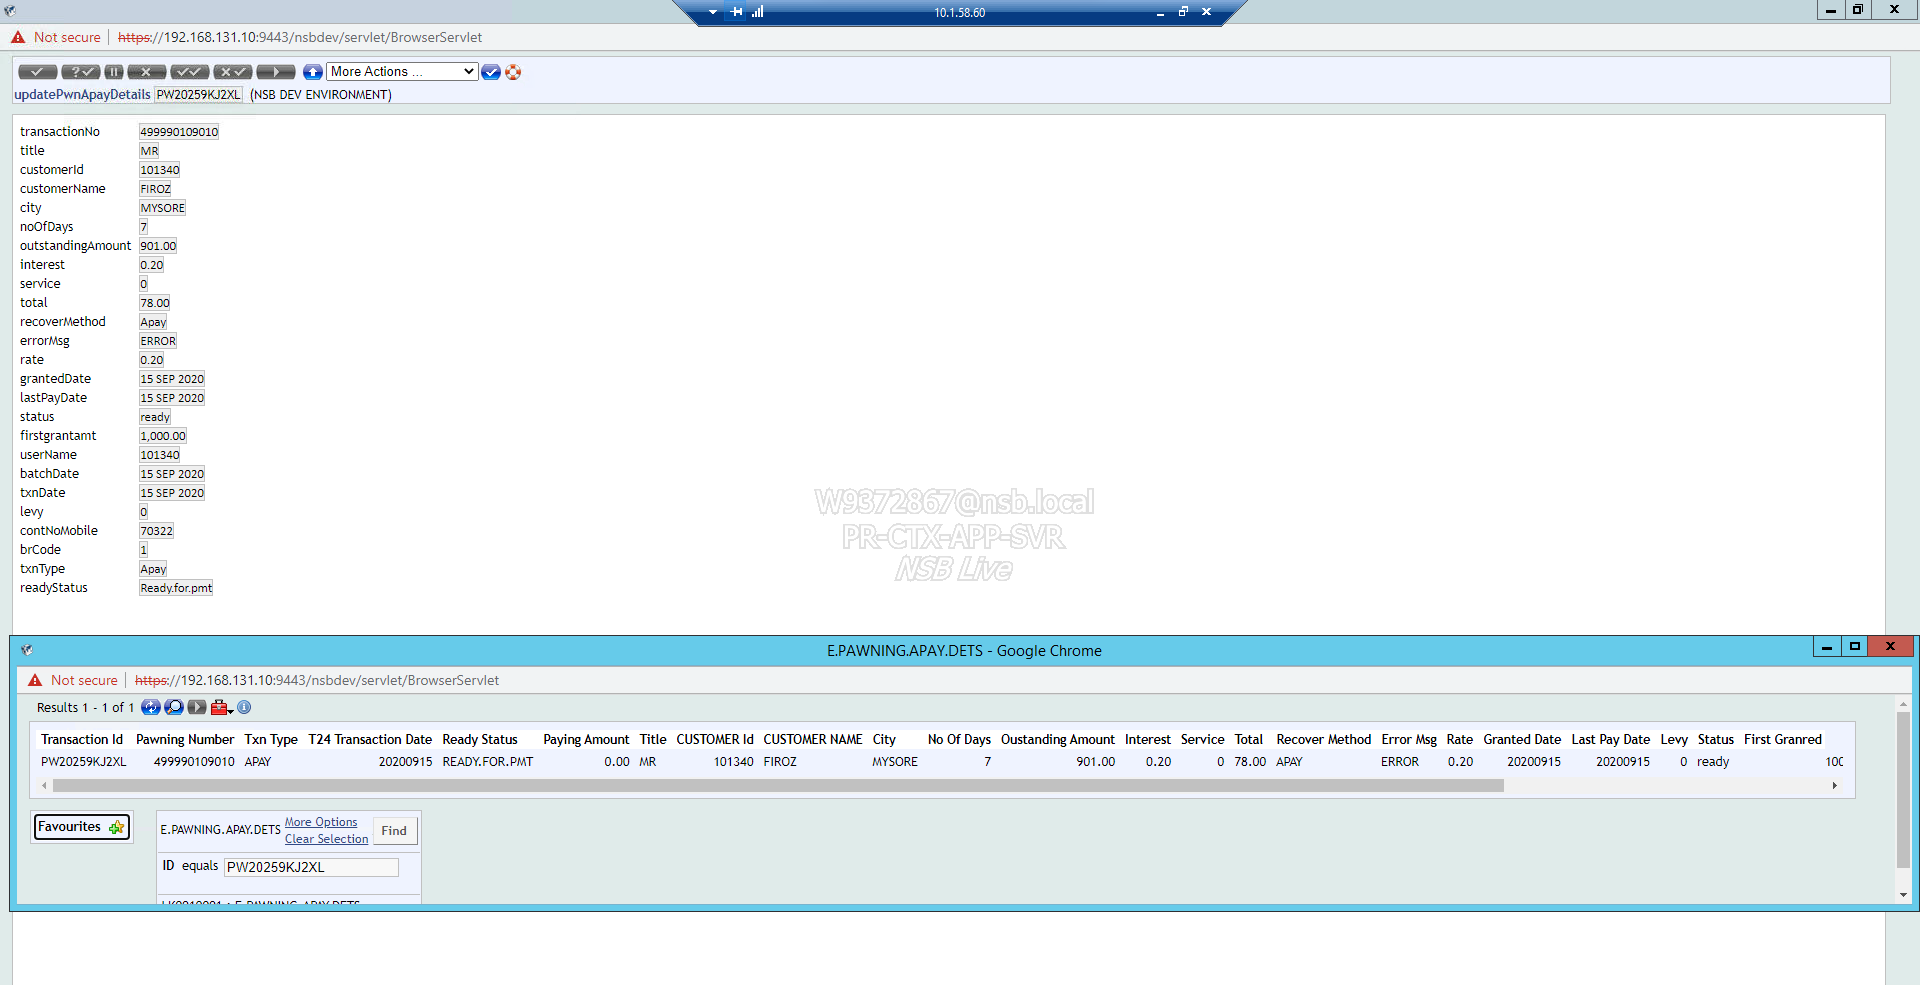 10.1.58.60
Not secure https://192.168.131.10:9443/nsbdev/servlet/BrowserServlet
More Actions ...
updatePwnApayDetails PW20259KJ2XL (NSB DEV ENVIRONMENT)
transactionNo 499990109010
title MR
customerId 101340
customerName FIROZ
city MYSORE
noOfDays 7
outstandingAmount 901.00
interest 0.20
service 0
total 78.00
recoverMethod Apay
errorMsg ERROR
rate 0.20
grantedDate 15 SEP 2020
lastPayDate 15 SEP 2020
status ready
firstgrantamt 1,000.00
userName 101340
batchDate 15 SEP 2020
txnDate 15 SEP 2020
levy 0
contNoMobile 70322
brCode 1
txnType Apay
readyStatus Ready.for.pmt
W9372867@nsb.local
PR-CTX-APP-SVR
NSB Live
E.PAWNING.APAY.DETS - Google Chrome
Not secure https://192.168.131.10:9443/nsbdev/servlet/BrowserServlet
Results 1 - 1 of 1
Transaction Id Pawning Number Txn Type T24 Transaction Date Ready Status Paying Amount Title CUSTOMER Id CUSTOMER NAME City No Of Days Oustanding Amount Interest Service Total Recover Method Error Msg Rate Granted Date Last Pay Date Levy Status First Granred
PW20259KJ2XL 499990109010 APAY 20200915 READY.FOR.PMT 0.00 MR 101340 FIROZ MYSORE 7 901.00 0.20 0 78.00 APAY ERROR 0.20 20200915 20200915 0 ready 100
Favourites
E.PAWNING.APAY.DETS More Options Find
Clear Selection
ID equals PW20259KJ2XL